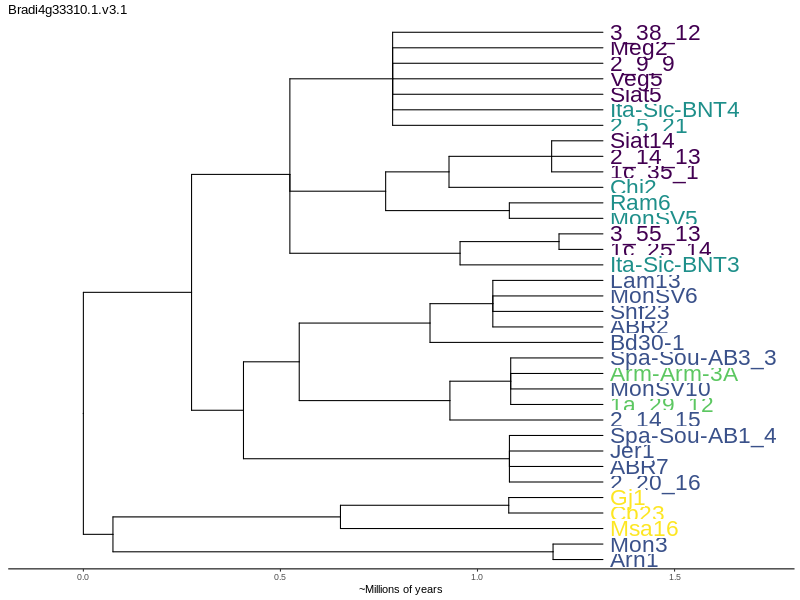 Bradi4g33310.1.v3.1
3_38_12
Meg2
2_9_9
Veg5
Siat5
Ita-Sic-BNT4
2_5_21
Siat14
2_14_13
1c_35_1
Chi2
Ram6
MonSV5
3_55_13
1c_25_14
Ita-Sic-BNT3
Lam13
MonSV6
Shf23
ABR2
Bd30-1
Spa-Sou-AB3_3
Arm-Arm-3A
MonSV10
1a_29_12
2_14_15
Spa-Sou-AB1_4
Jer1
ABR7
2_20_16
Gj1
Cb23
Msa16
Mon3
Arn1
0.0 0.5 1.0 1.5
~Millions of years